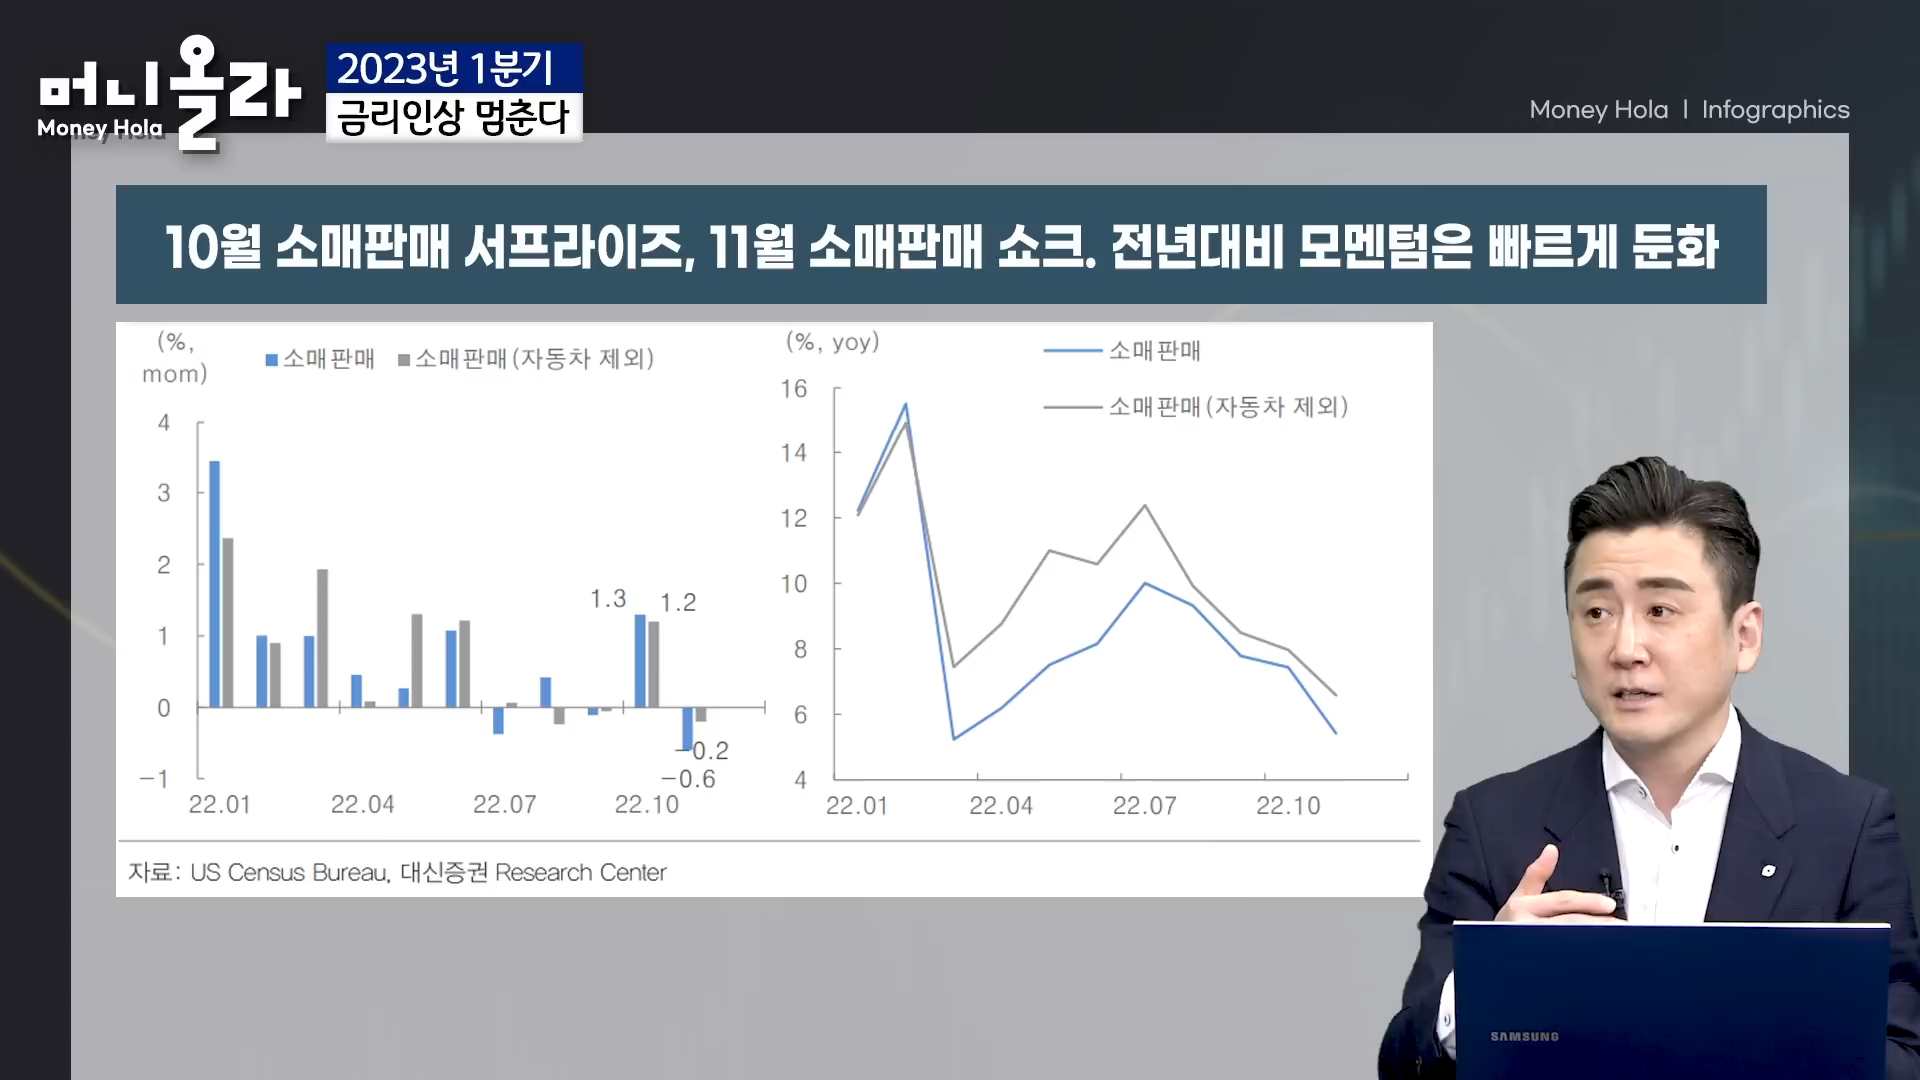 머니올라
Money Hola
2023년 1분기
금리인상 멈춘다
Money Hola | Infographics
10월 소매판매 서프라이즈, 11월 소매판매 쇼크. 전년대비 모멘텀은 빠르게 둔화
(%,
mom)
소매판매 소매판매(자동차 제외)
4
3
2
1
0
-1
1.3 1.2
-0.2
-0.6
22.01 22.04 22.07 22.10
(%, yoy)
소매판매
소매판매(자동차 제외)
16
14
12
10
8
6
4
22.01 22.04 22.07 22.10
자료: US Census Bureau, 대신증권 Research Center
SAMSUNG